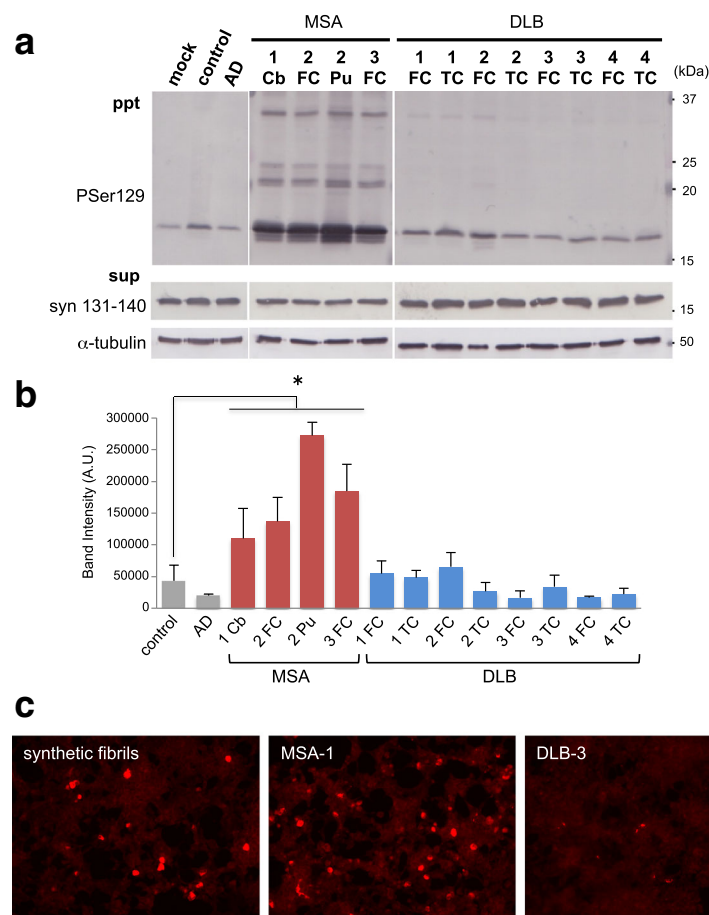 a
MSA
DLB
mock
control
AD
1 2 2 3
Cb FC Pu FC
1 1 2 2 3 3 4 4
FC TC FC TC FC TC FC TC
(kDa)
ppt
37
25
PSer129
20
15
sup
syn 131-140
15
α-tubulin
50
b
*
Band Intensity (A.U.)
300000
250000
200000
150000
100000
50000
0
control
AD
1 Cb
2 FC
2 Pu
3 FC
1 FC
1 TC
2 FC
2 TC
3 FC
3 TC
4 FC
4 TC
MSA
DLB
c
synthetic fibrils
MSA-1
DLB-3